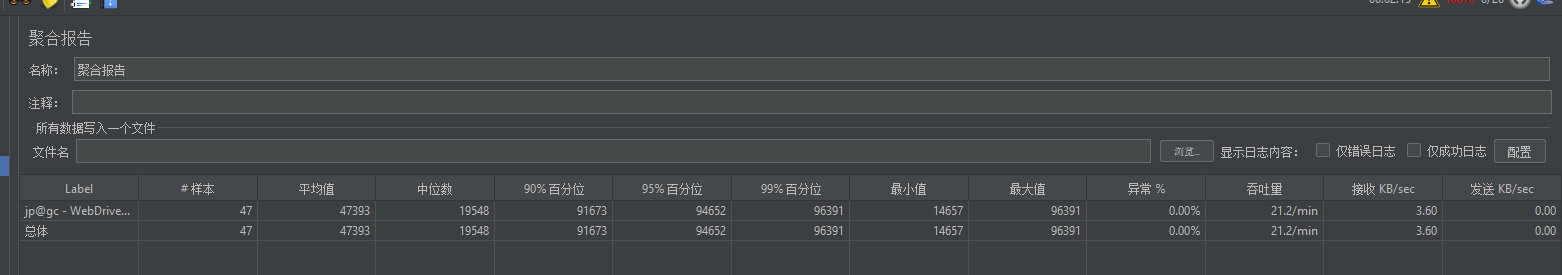 聚合报告
名称： 聚合报告
注释：
所有数据写入一个文件
文件名 浏览... 显示日志内容： 仅错误日志 仅成功日志 配置
Label # 样本 平均值 中位数 90% 百分位 95% 百分位 99% 百分位 最小值 最大值 异常 % 吞吐量 接收 KB/sec 发送 KB/sec
jp@gc - WebDrive... 47 47393 19548 91673 94652 96391 14657 96391 0.00% 21.2/min 3.60 0.00
总体 47 47393 19548 91673 94652 96391 14657 96391 0.00% 21.2/min 3.60 0.00